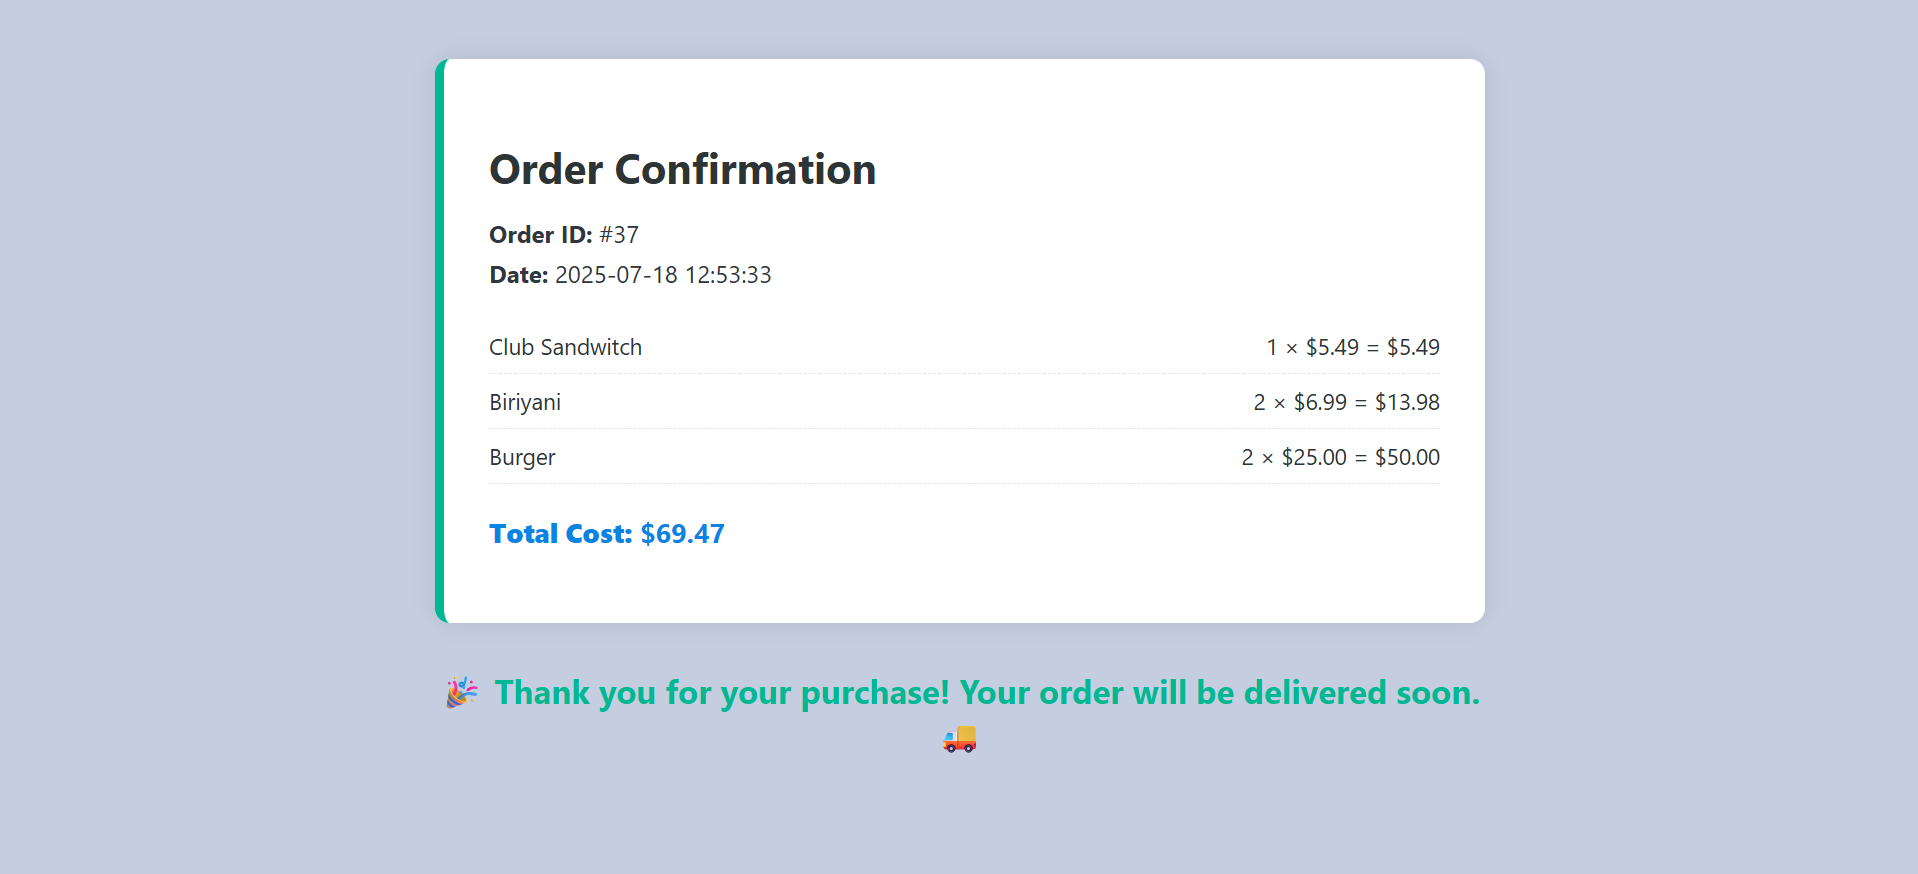 Order Confirmation
Order ID: #37
Date: 2025-07-18 12:53:33
Club Sandwitch 1 × $5.49 = $5.49
Biriyani 2 × $6.99 = $13.98
Burger 2 × $25.00 = $50.00
Total Cost: $69.47
🎉 Thank you for your purchase! Your order will be delivered soon.
🚚